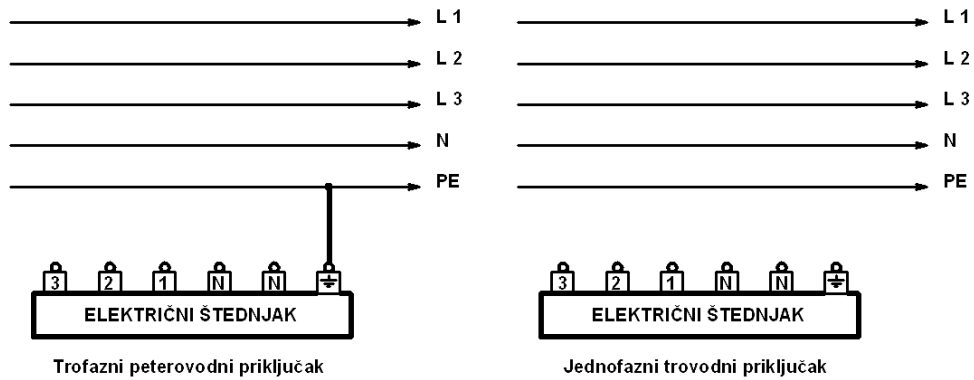 L 1
L 2
L 3
N
PE
3 2 1 N N
ELEKTRIČNI ŠTEDNJAK
Trofazni peterovodni priključak
L 1
L 2
L 3
N
PE
3 2 1 N N
ELEKTRIČNI ŠTEDNJAK
Jednofazni trovodni priključak